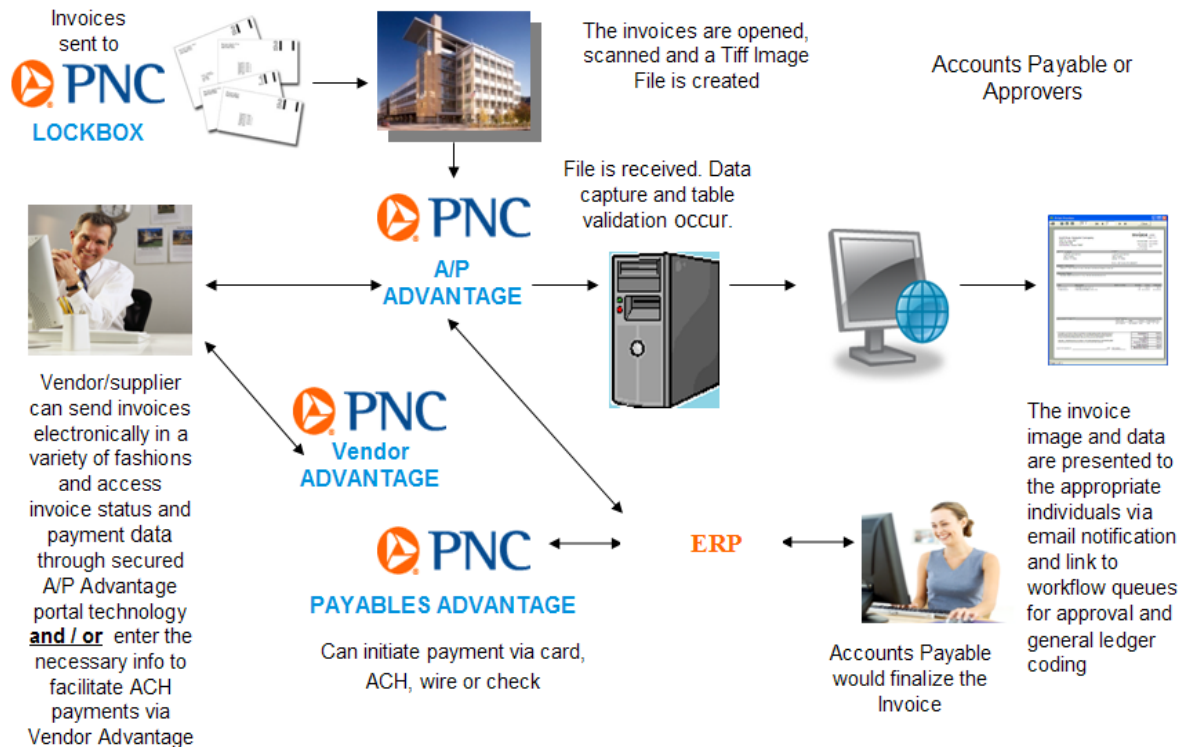 Invoices
sent to
PNC
LOCKBOX
The invoices are opened,
scanned and a Tiff Image
File is created
Accounts Payable or
Approvers
PNC
A/P
ADVANTAGE
File is received. Data
capture and table
validation occur.
Vendor/supplier
can send invoices
electronically in a
variety of fashions
and access
invoice status and
payment data
through secured
A/P Advantage
portal technology
and / or enter the
necessary info to
facilitate ACH
payments via
Vendor Advantage
PNC
Vendor
ADVANTAGE
PNC
PAYABLES ADVANTAGE
Can initiate payment via card,
ACH, wire or check
ERP
Accounts Payable
would finalize the
Invoice
The invoice
image and data
are presented to
the appropriate
individuals via
email notification
and link to
workflow queues
for approval and
general ledger
coding